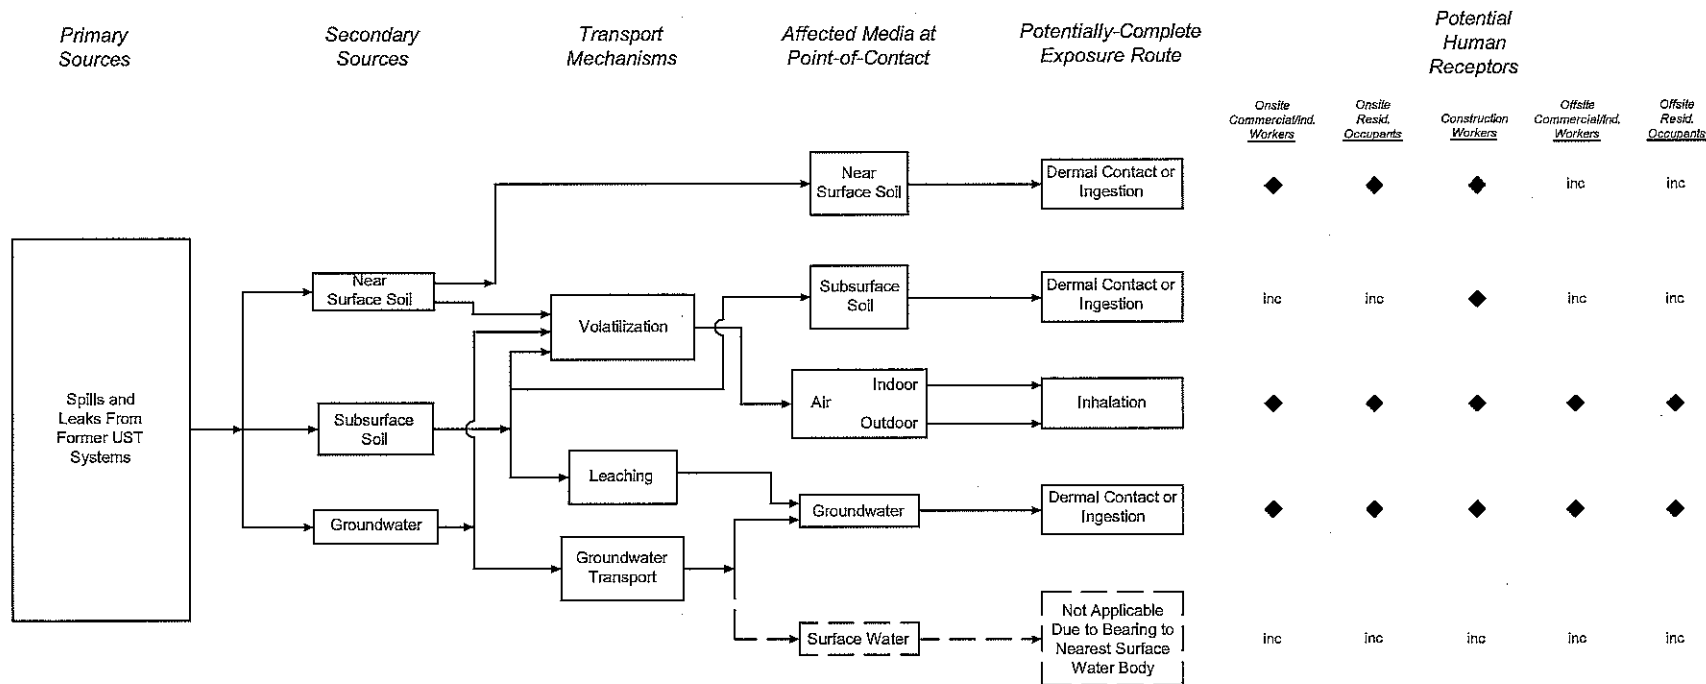 Primary
Sources
Secondary
Sources
Transport
Mechanisms
Affected Media at
Point-of-Contact
Potentially-Complete
Exposure Route
Potential
Human
Receptors
Onsite
Commercial/Ind.
Workers
Onsite
Resid.
Occupants
Construction
Workers
Offsite
Commercial/Ind.
Workers
Offsite
Resid.
Occupants
Near
Surface Soil
Dermal Contact or
Ingestion
inc
inc
Near
Surface Soil
Volatilization
Subsurface
Soil
Dermal Contact or
Ingestion
inc
inc
inc
inc
Spills and
Leaks From
Former UST
Systems
Subsurface
Soil
Air
Indoor
Outdoor
Inhalation
Leaching
Groundwater
Groundwater
Dermal Contact or
Ingestion
Groundwater
Transport
Surface Water
Not Applicable
Due to Bearing to
Nearest Surface
Water Body
inc
inc
inc
inc
inc